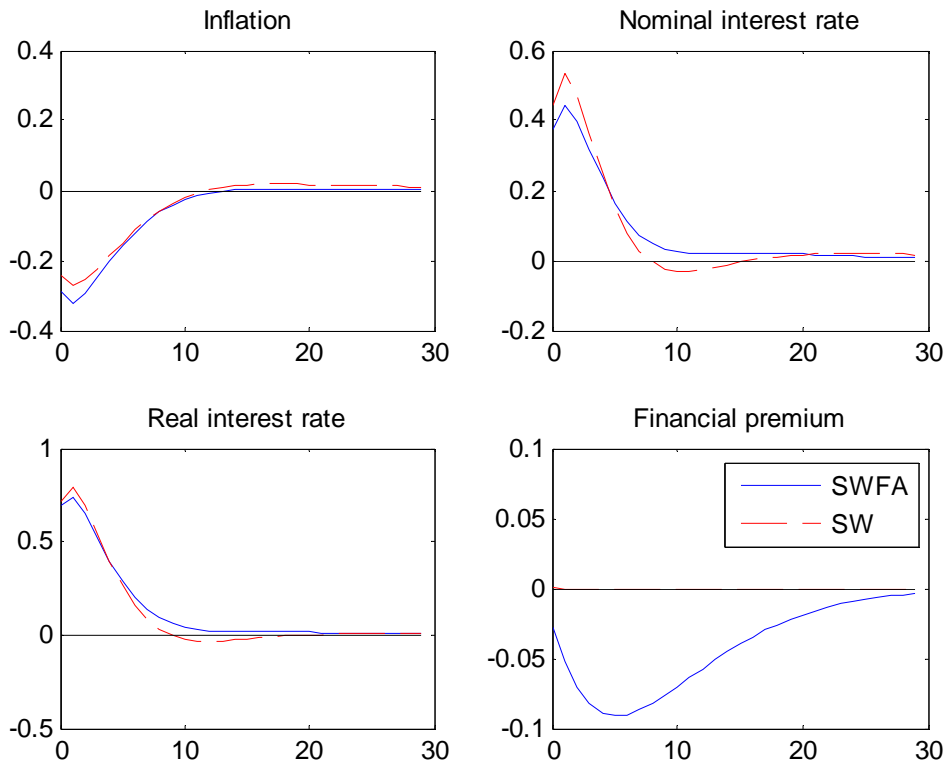 Inflation
0.4
0.2
0
-0.2
-0.4
0 10 20 30
Nominal interest rate
0.6
0.4
0.2
0
-0.2
0 10 20 30
Real interest rate
1
0.5
0
-0.5
0 10 20 30
Financial premium
0.1
0.05
0
-0.05
-0.1
0 10 20 30
SWFA
SW